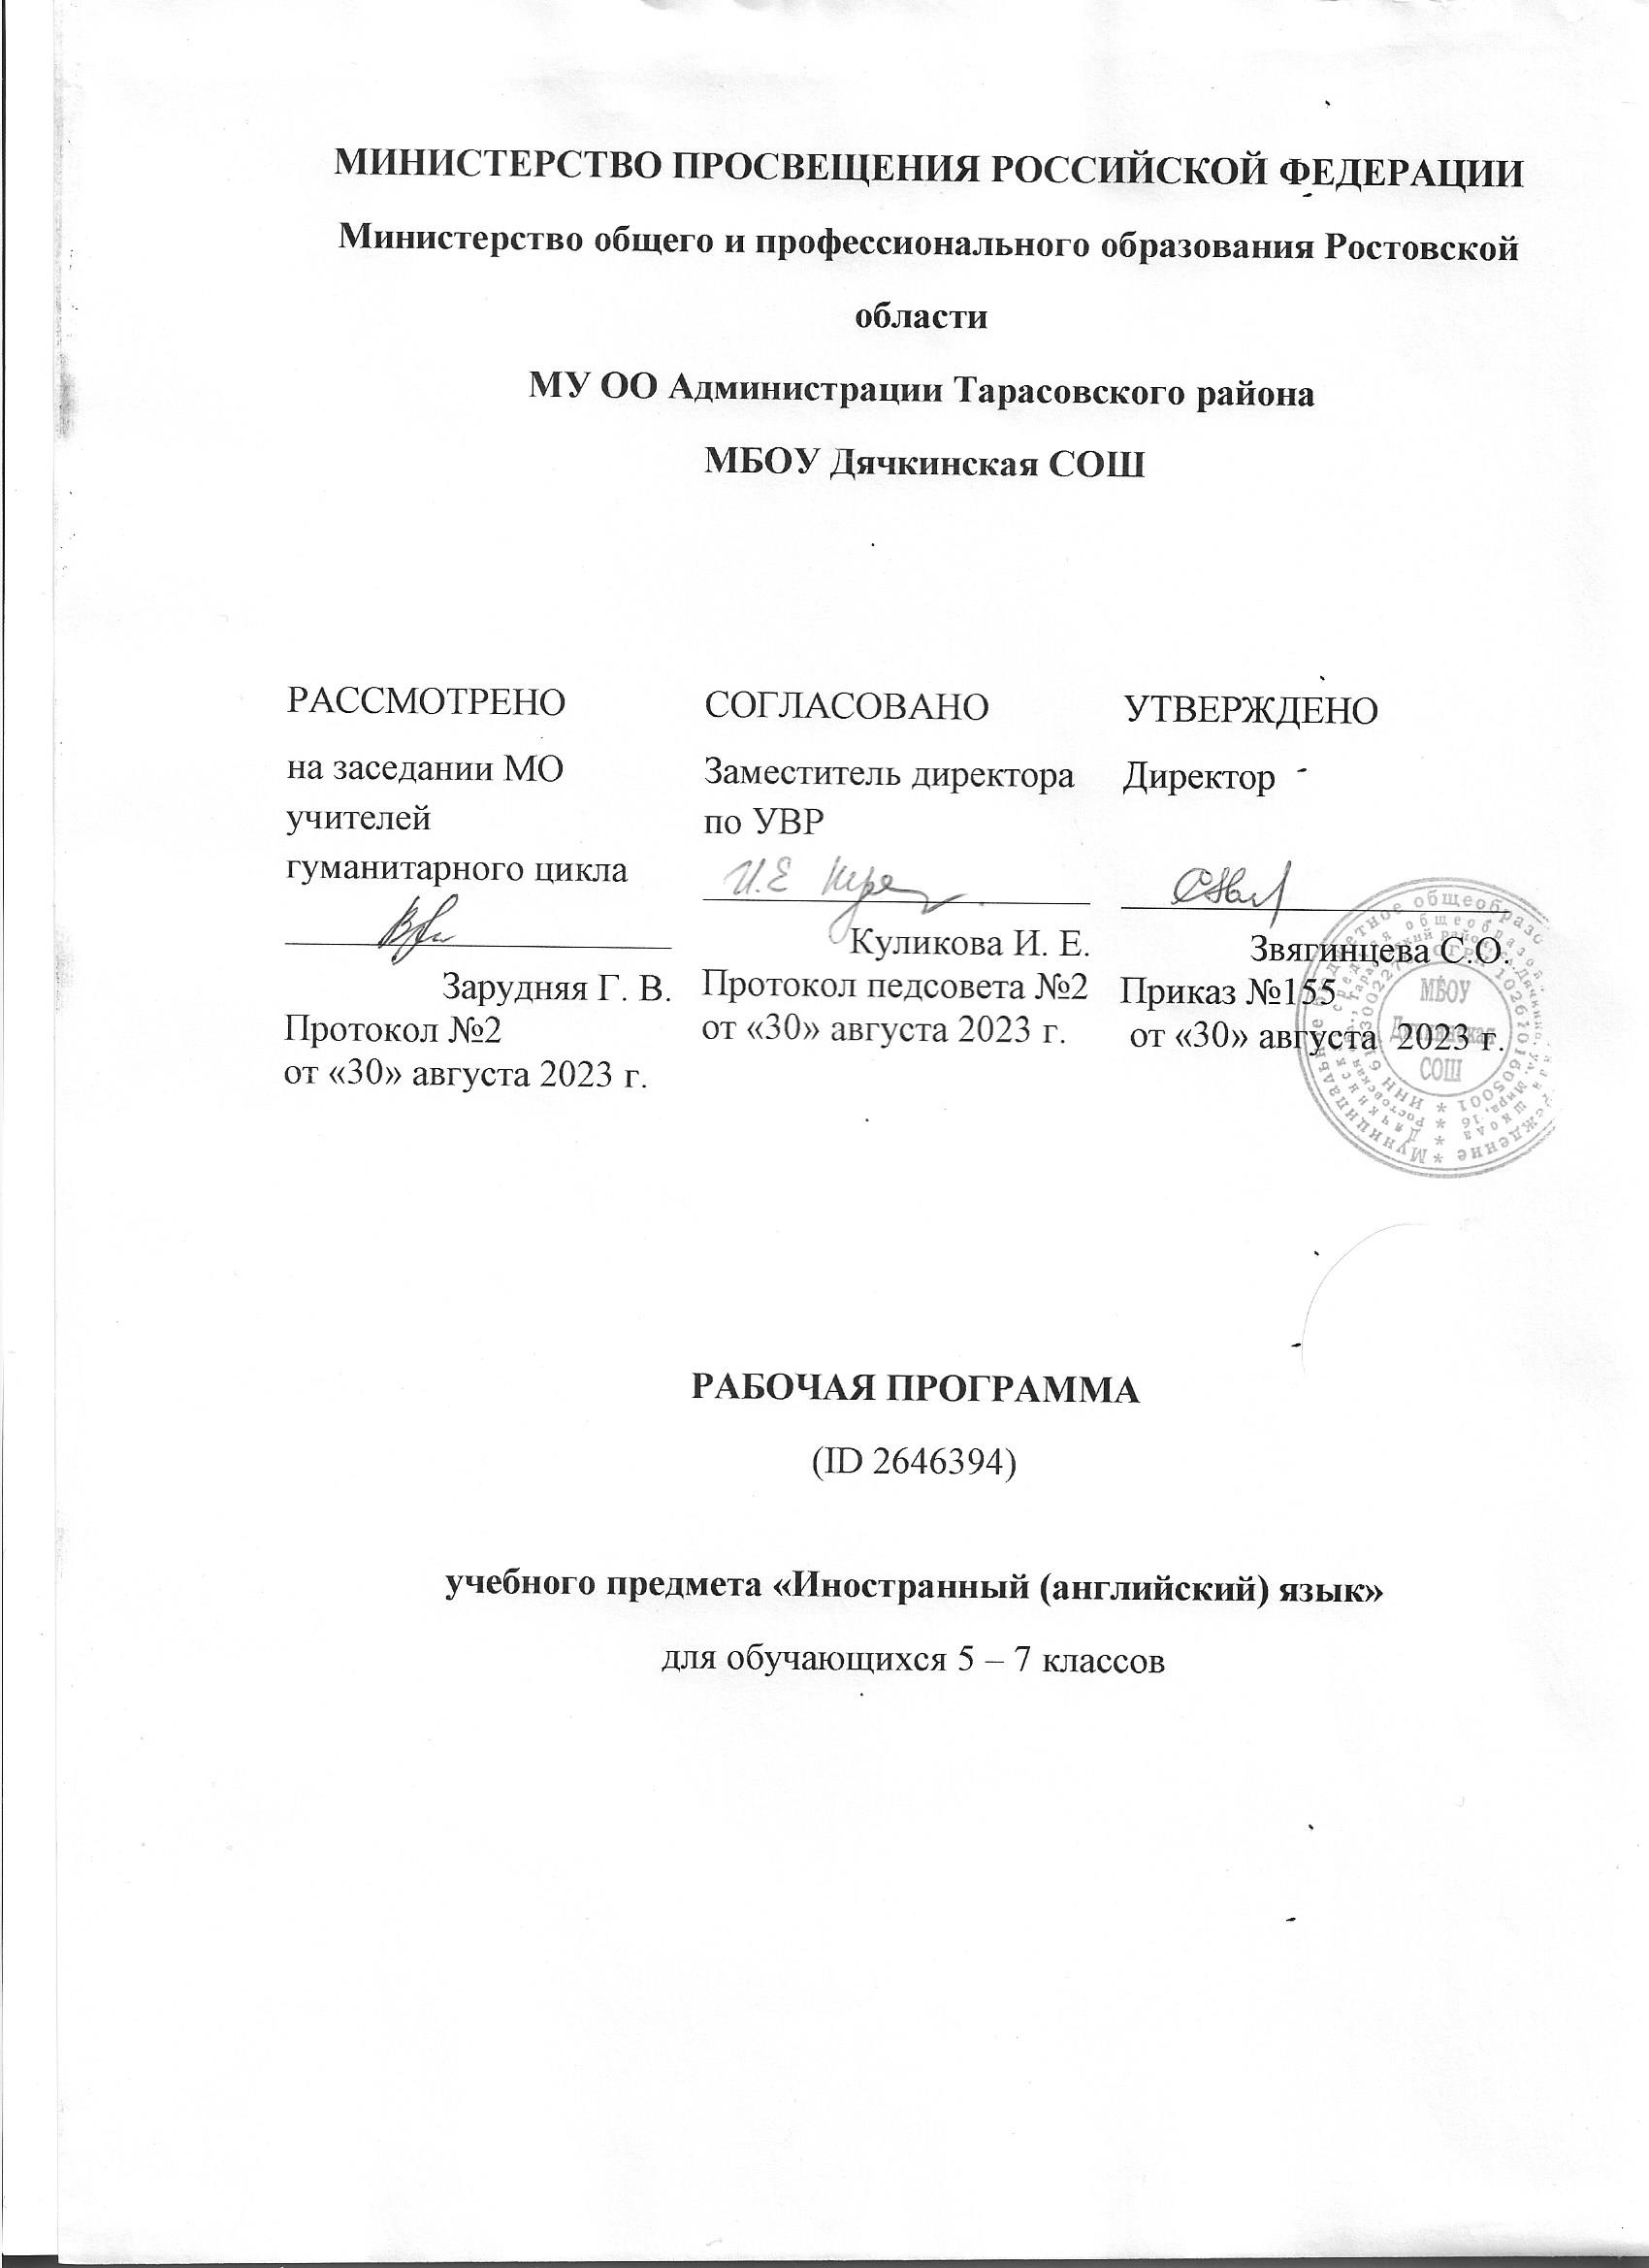 МИНИСТЕРСТВО ПРОСВЕЩЕНИЯ РОССИЙСКОЙ ФЕДЕРАЦИИ
Министерство общего и профессионального образования Ростовской
области
МУ ОО Администрации Тарасовского района
МБОУ Дячкинская СОШ
РАССМОТРЕНО
на заседании МО
учителей
гуманитарного цикла
Зарудняя Г. В.
Протокол №2
от «30» августа 2023 г.
СОГЛАСОВАНО
Заместитель директора
по УВР
И.Е
Куликова И. Е.
Протокол педсовета №2
от «30» августа 2023 г.
УТВЕРЖДЕНО
Директор
Звягинцева С.О.
Приказ №155
от «30» августа 2023 г.
МБОУ
Дячкинская
СОШ
РАБОЧАЯ ПРОГРАММА
(ID 2646394)
учебного предмета «Иностранный (английский) язык»
для обучающихся 5 – 7 классов